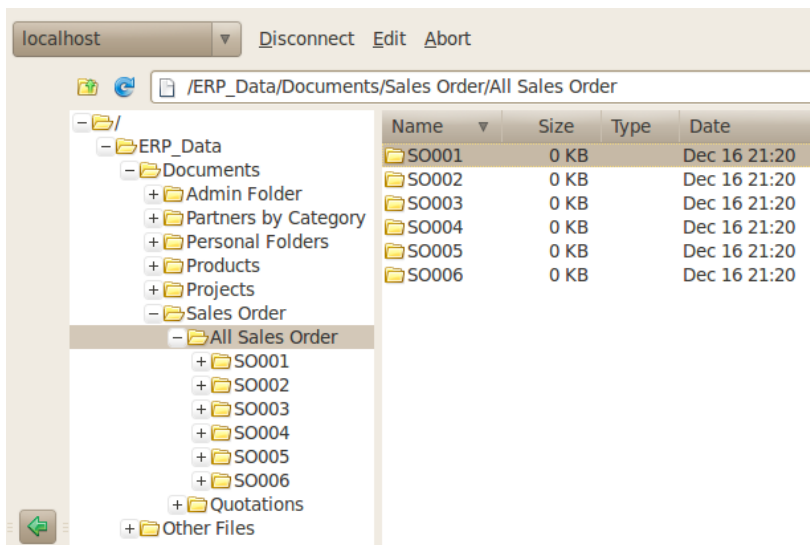 localhost Disconnect Edit Abort
/ERP_Data/Documents/Sales Order/All Sales Order
/
ERP_Data
Documents
Admin Folder
Partners by Category
Personal Folders
Products
Projects
Sales Order
All Sales Order
SO001
SO002
SO003
SO004
SO005
SO006
Quotations
Other Files
Name Size Type Date
SO001 0 KB Dec 16 21:20
SO002 0 KB Dec 16 21:20
SO003 0 KB Dec 16 21:20
SO004 0 KB Dec 16 21:20
SO005 0 KB Dec 16 21:20
SO006 0 KB Dec 16 21:20